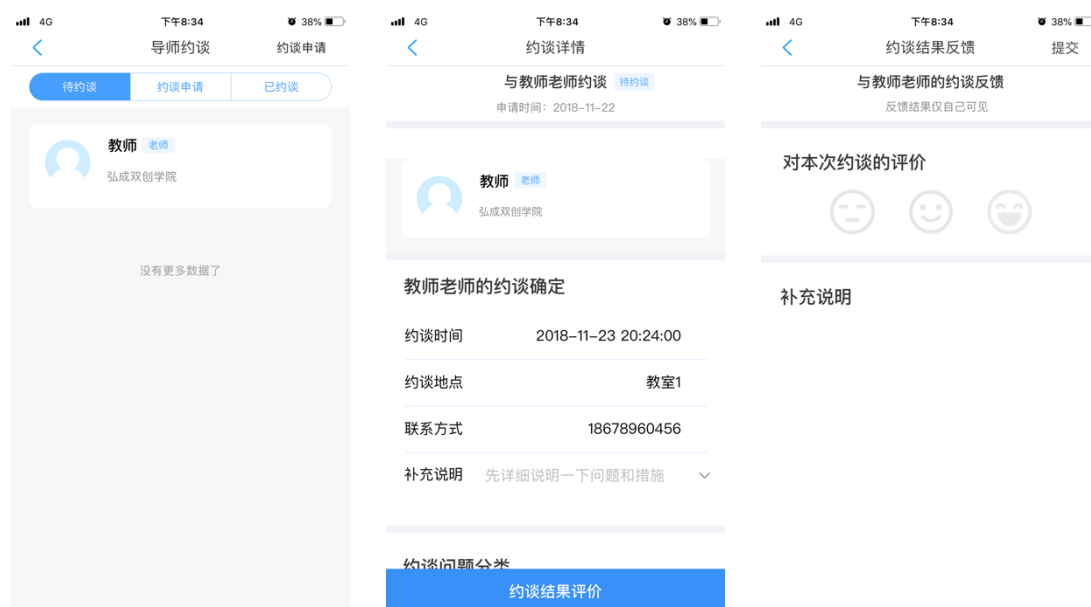 4G 下午8:34 38%
导师约谈 约谈申请
待约谈 约谈申请 已约谈
教师 老师
弘成双创学院
没有更多数据了
4G 下午8:34 38%
约谈详情
与教师老师约谈 待约谈
申请时间：2018-11-22
教师 老师
弘成双创学院
教师老师的约谈确定
约谈时间 2018-11-23 20:24:00
约谈地点 教室1
联系方式 18678960456
补充说明 先详细说明一下问题和措施
约谈问题分类
约谈结果评价
4G 下午8:34 38%
约谈结果反馈 提交
与教师老师的约谈反馈
反馈结果仅自己可见
对本次约谈的评价
补充说明